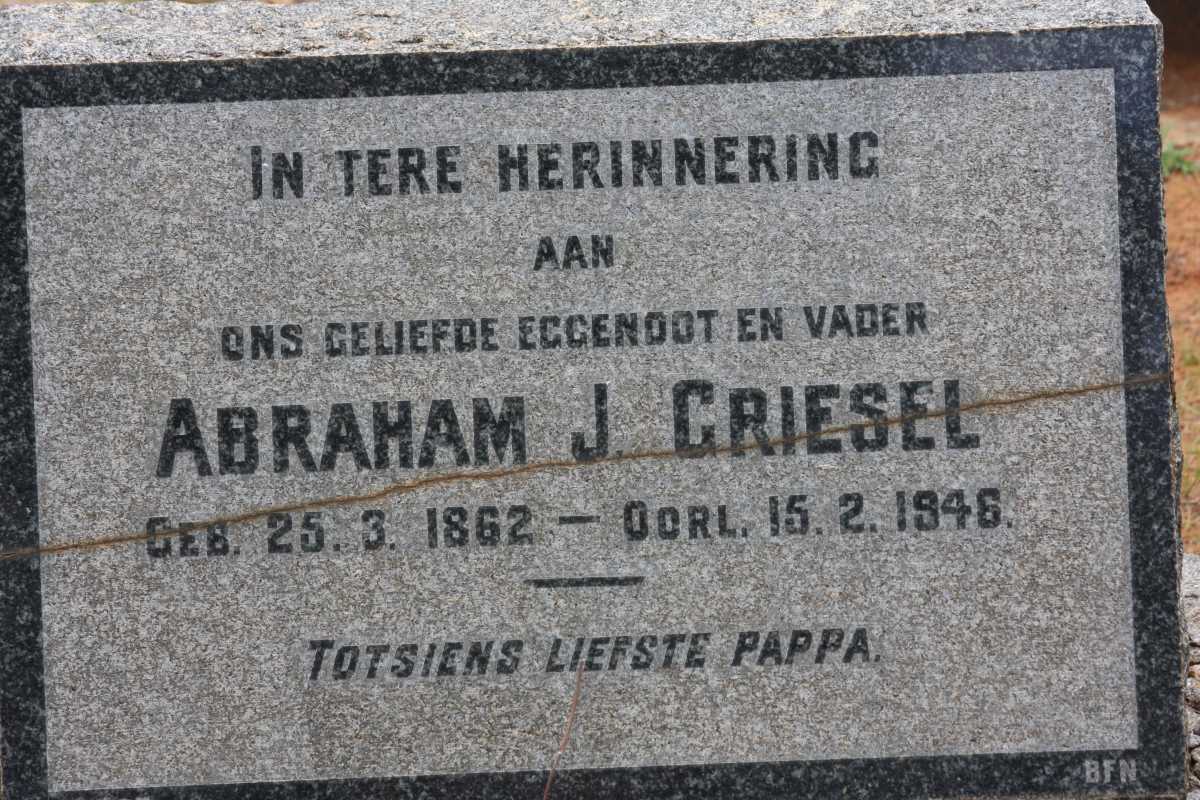 IN TERE HERINNERING
AAN
ONS GELIEFDE EGGENOOT EN VADER
ABRAHAM J. GRIESEL
GEB. 25. 3. 1862 — OORL. 15. 2. 1946.
TOTSIENS LIEFSTE PAPPA.
BFN